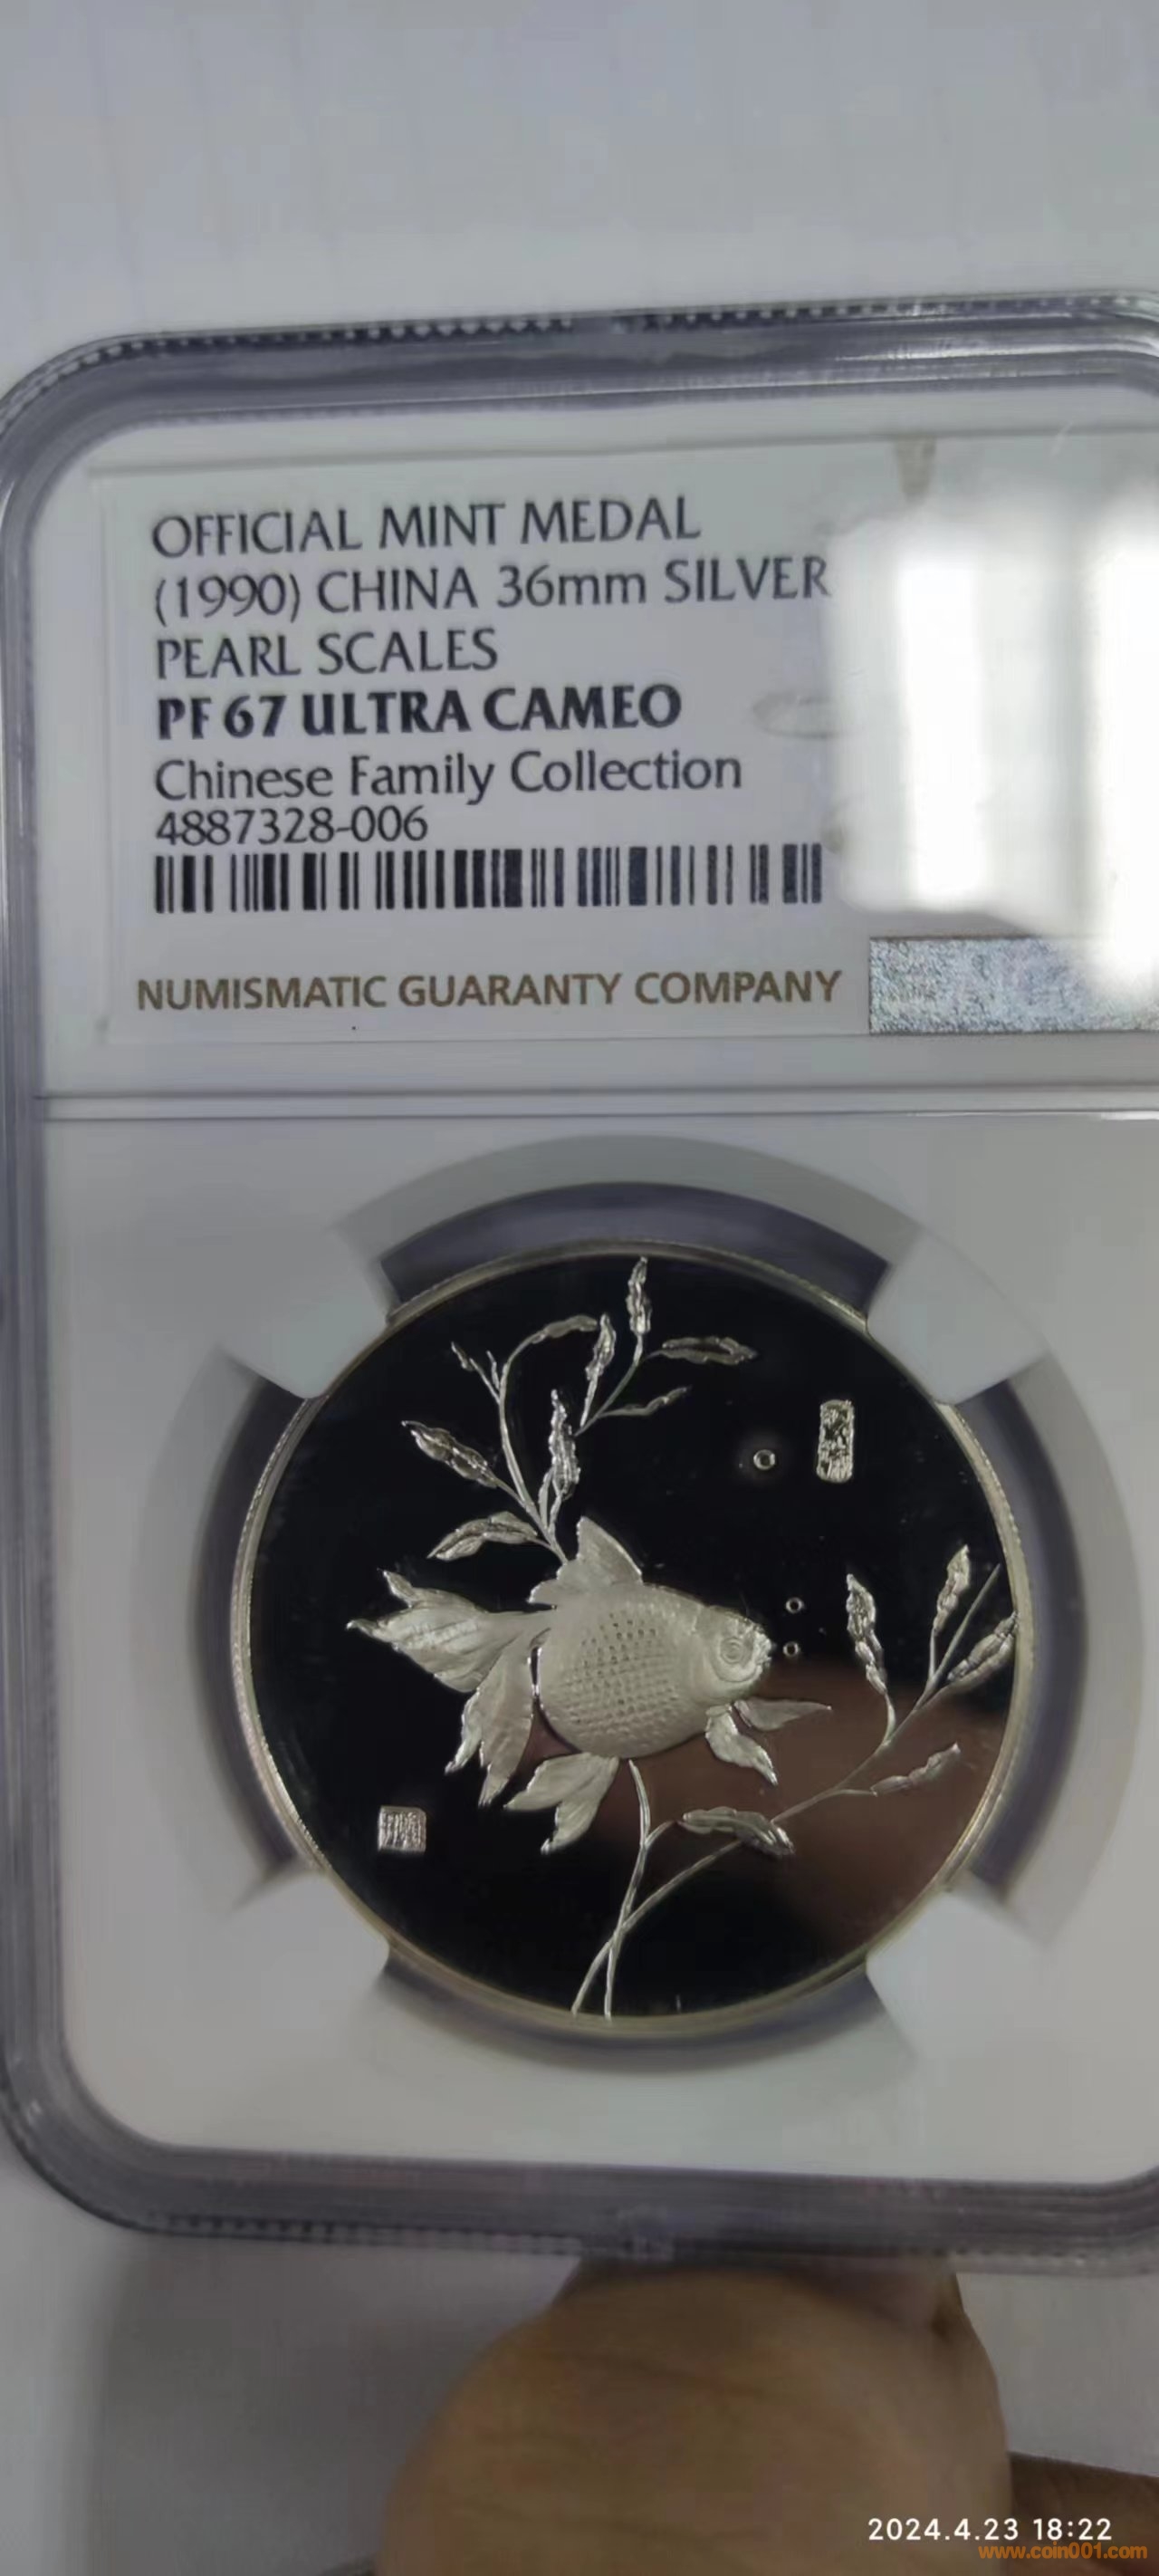 OFFICIAL MINT MEDAL
(1990) CHINA 36mm SILVER
PEARL SCALES
PF 67 ULTRA CAMEO
Chinese Family Collection
4887328-006
NUMISMATIC GUARANTY COMPANY
2024.4.23 18:22
www.coin001.com